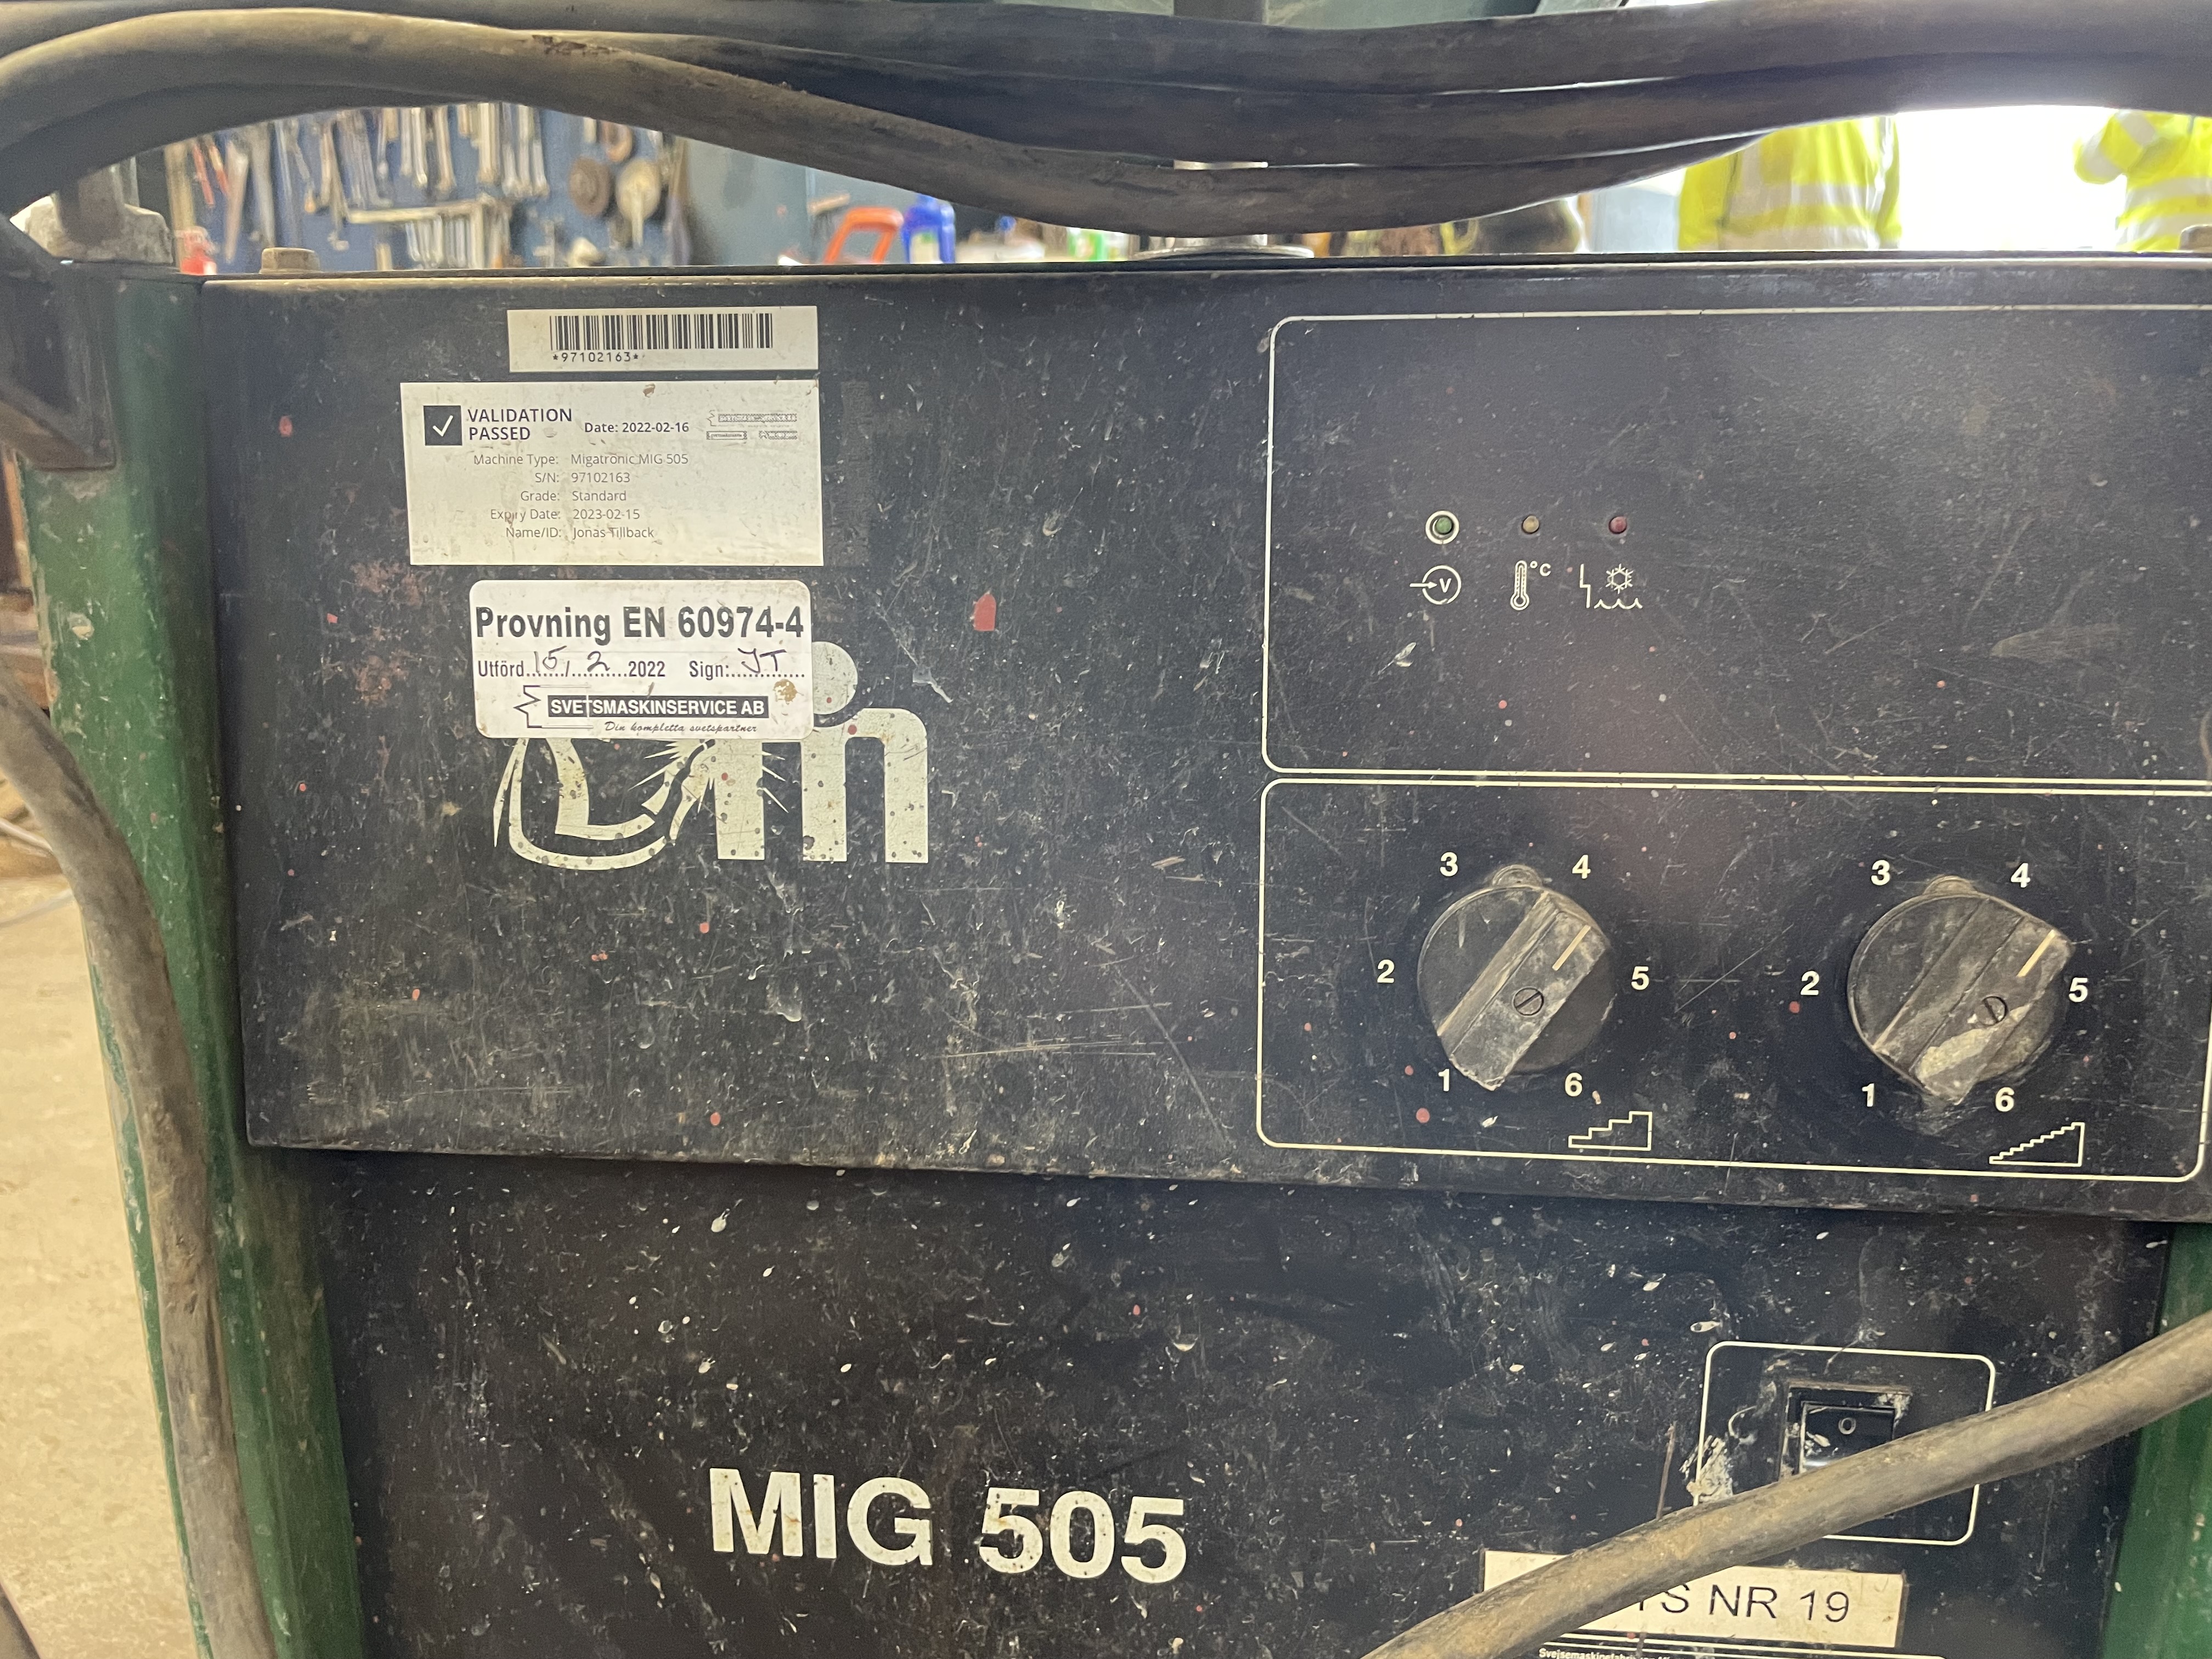 *97102163*
VALIDATION
PASSED
Date: 2022-02-16
Machine Type: Migatronic MIG 505
S/N: 97102163
Grade: Standard
Expiry Date: 2023-02-15
Name/ID: Jonas Tillback
Provning EN 60974-4
Utförd 15/2 2022 Sign: JT
SVETSMASKINSERVICE AB
Din kompletta svetspartner
V
°C
3 4
2 5
1 6
3 4
2 5
1 6
MIG 505
NR 19